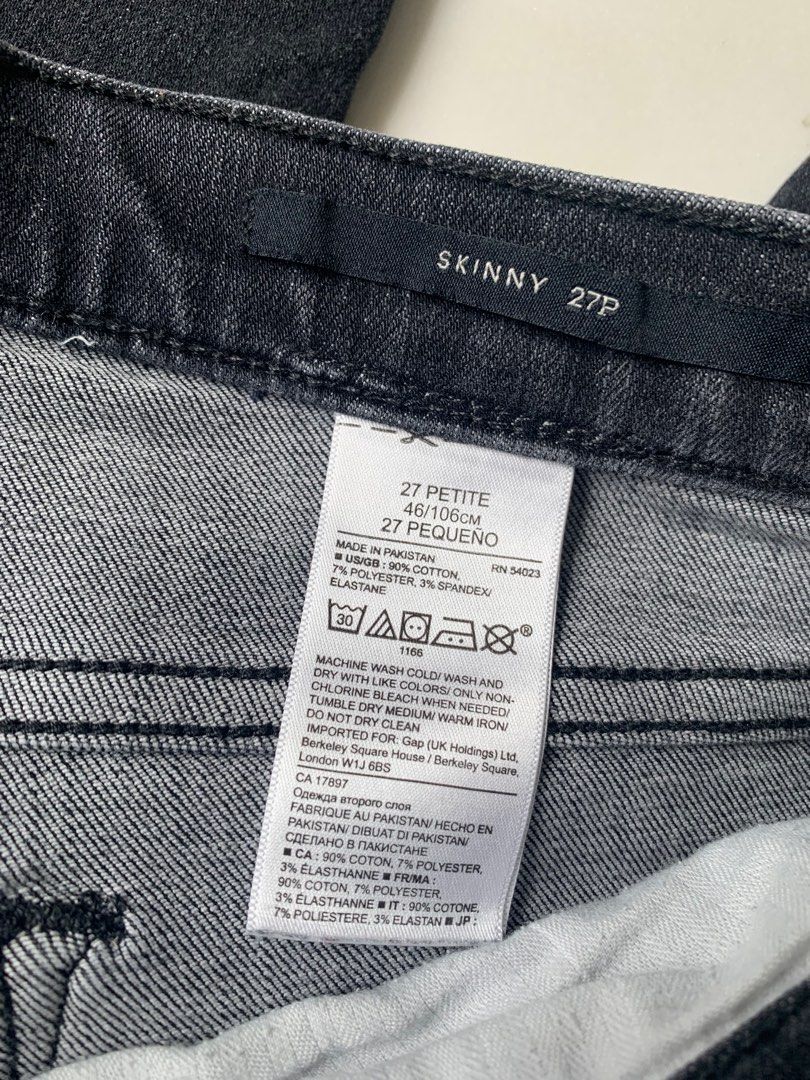 SKINNY 27P
27 PETITE
46/106CM
27 PEQUEÑO
MADE IN PAKISTAN
RN 54023
■ US/GB : 90% COTTON,
7% POLYESTER, 3% SPANDEX/
ELASTANE
30
®
1166
MACHINE WASH COLD/ WASH AND
DRY WITH LIKE COLORS/ ONLY NON-
CHLORINE BLEACH WHEN NEEDED/
TUMBLE DRY MEDIUM/ WARM IRON/
DO NOT DRY CLEAN
IMPORTED FOR: Gap (UK Holdings) Ltd,
Berkeley Square House / Berkeley Square,
London W1J 6BS
CA 17897
Одежда второго слоя
FABRIQUE AU PAKISTAN/ HECHO EN
PAKISTAN/ DIBUAT DI PAKISTAN/
СДЕЛАНО В ПАКИСТАНЕ
■ CA : 90% COTON, 7% POLYESTER,
3% ÉLASTHANNE ■ FR/MA :
90% COTON, 7% POLYESTER,
3% ÉLASTHANNE ■ IT : 90% COTONE,
7% POLIESTERE, 3% ELASTAN ■ JP :